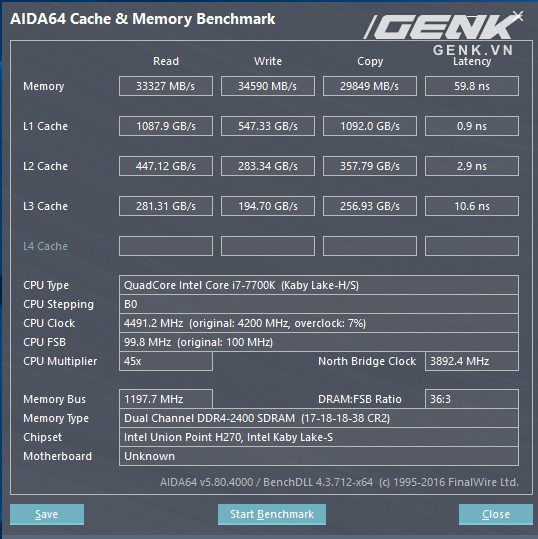 AIDA64 Cache & Memory Benchmark
GENK
GENK.VN
Read Write Copy Latency
Memory 33327 MB/s 34590 MB/s 29849 MB/s 59.8 ns
L1 Cache 1087.9 GB/s 547.33 GB/s 1092.0 GB/s 0.9 ns
L2 Cache 447.12 GB/s 283.34 GB/s 357.79 GB/s 2.9 ns
L3 Cache 281.31 GB/s 194.70 GB/s 256.93 GB/s 10.6 ns
L4 Cache
CPU Type QuadCore Intel Core i7-7700K (Kaby Lake-H/S)
CPU Stepping B0
CPU Clock 4491.2 MHz (original: 4200 MHz, overclock: 7%)
CPU FSB 99.8 MHz (original: 100 MHz)
CPU Multiplier 45x North Bridge Clock 3892.4 MHz
Memory Bus 1197.7 MHz DRAM:FSB Ratio 36:3
Memory Type Dual Channel DDR4-2400 SDRAM (17-18-18-38 CR2)
Chipset Intel Union Point H270, Intel Kaby Lake-S
Motherboard Unknown
AIDA64 v5.80.4000 / BenchDLL 4.3.712-x64 (c) 1995-2016 FinalWire Ltd.
Save Start Benchmark Close